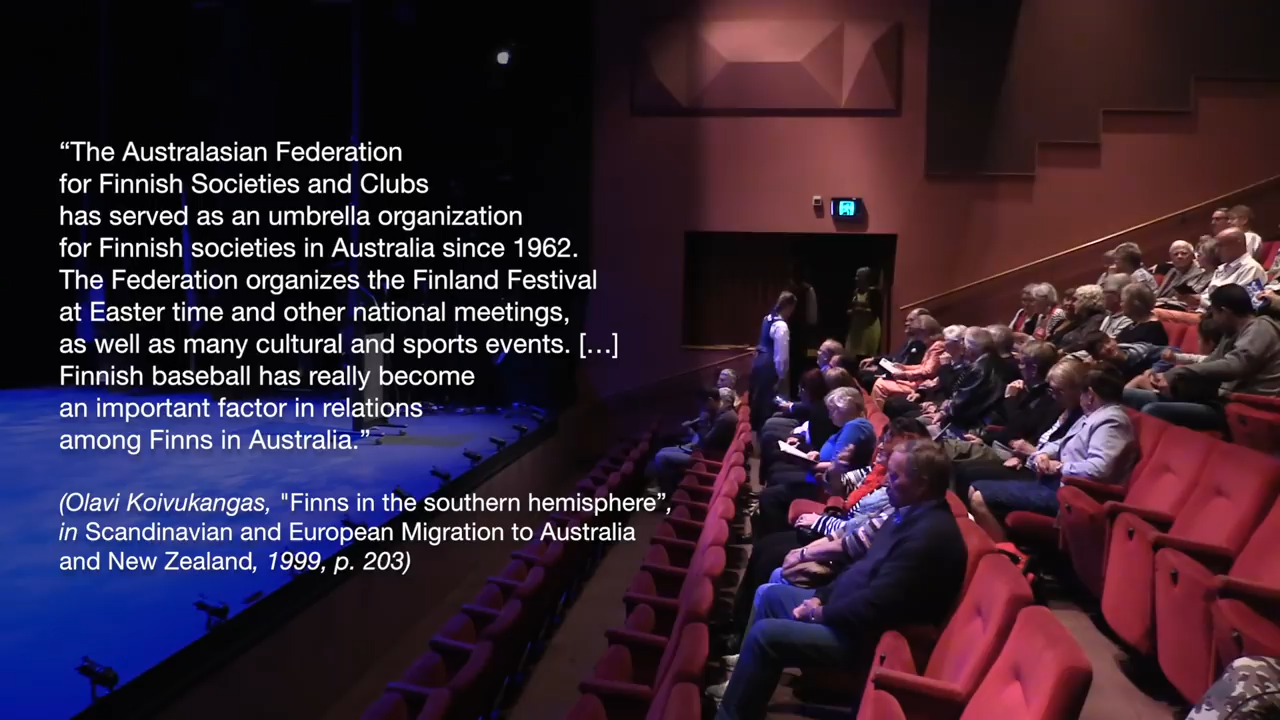 “The Australasian Federation
for Finnish Societies and Clubs
has served as an umbrella organization
for Finnish societies in Australia since 1962.
The Federation organizes the Finland Festival
at Easter time and other national meetings,
as well as many cultural and sports events. […]
Finnish baseball has really become
an important factor in relations
among Finns in Australia.”
(Olavi Koivukangas, "Finns in the southern hemisphere”,
in Scandinavian and European Migration to Australia
and New Zealand, 1999, p. 203)